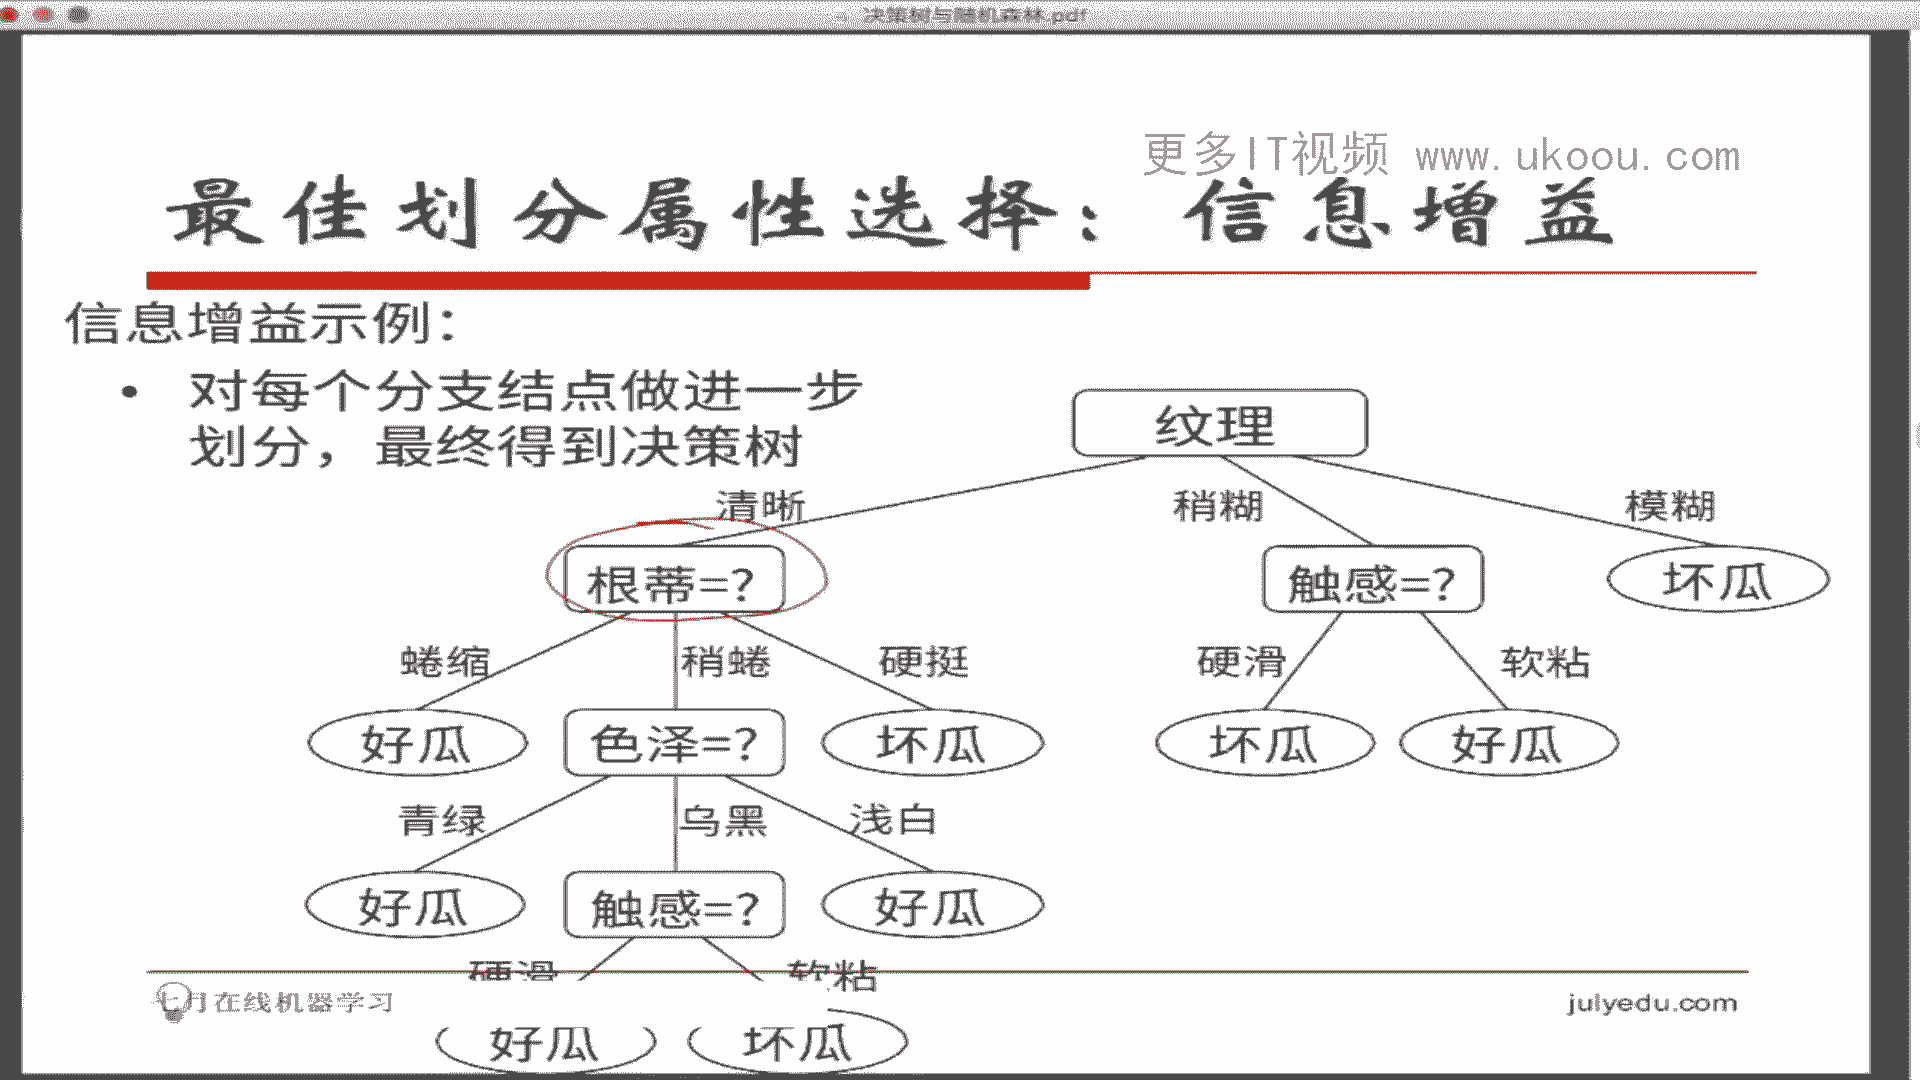 决策树与随机森林.pdf
更多IT视频 www.ukoou.com
最佳划分属性选择：信息增益
信息增益示例：
• 对每个分支结点做进一步
划分，最终得到决策树
纹理
清晰 稍糊 模糊
根蒂=? 触感=? 坏瓜
蜷缩 稍蜷 硬挺 硬滑 软粘
好瓜 色泽=? 坏瓜 坏瓜 好瓜
青绿 乌黑 浅白
好瓜 触感=? 好瓜
硬滑 软粘
七月在线机器学习 julyedu.com
好瓜 坏瓜